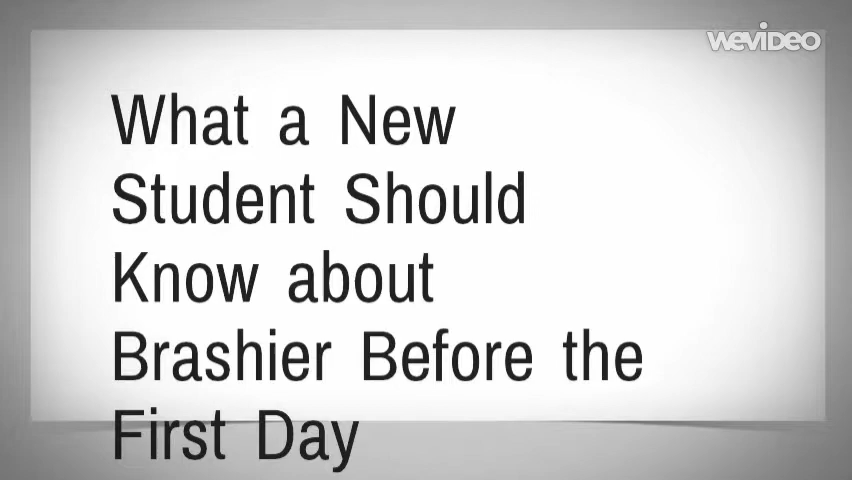 WEVIDEO
What a New
Student Should
Know about
Brashier Before the
First Day